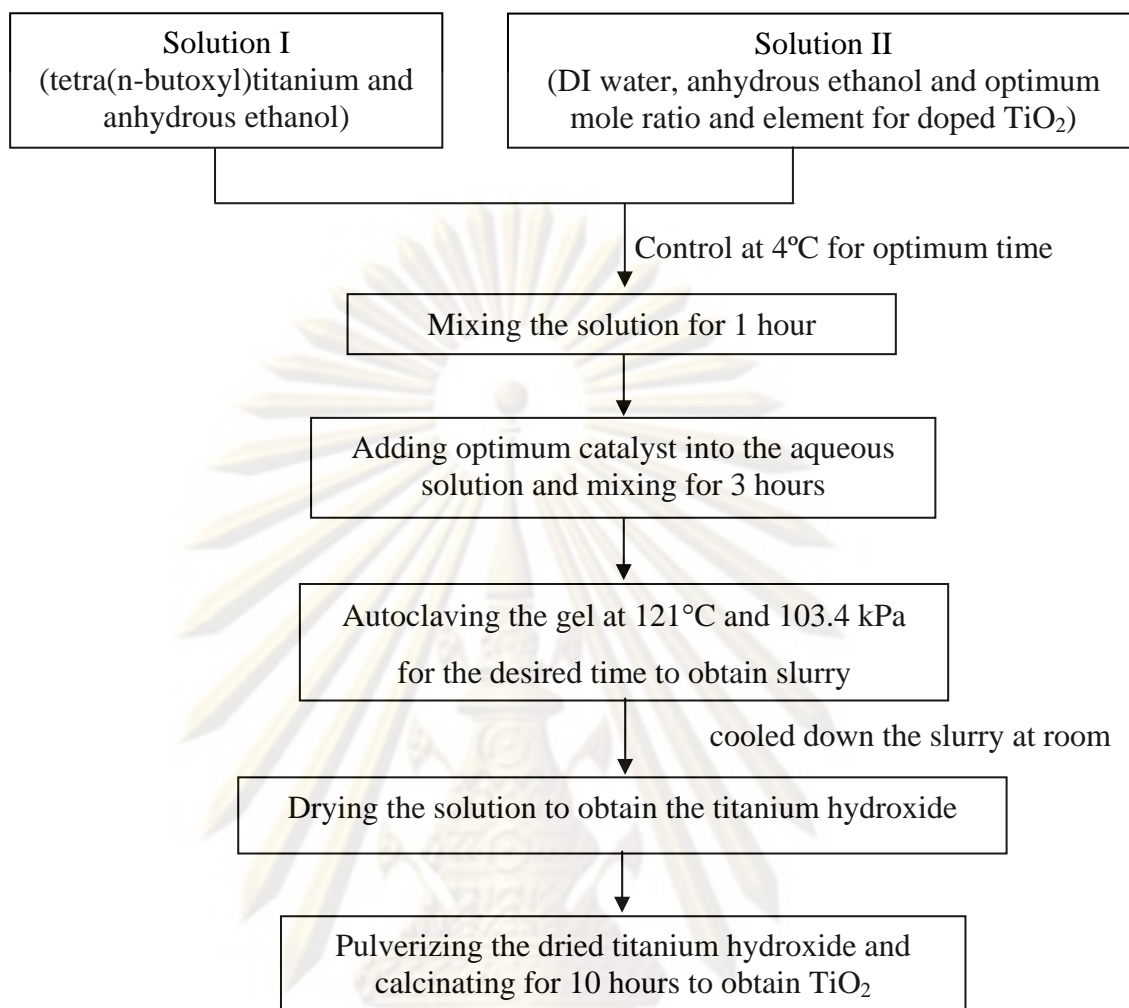 Solution I
(tetra(n-butoxyl)titanium and
anhydrous ethanol)
Solution II
(DI water, anhydrous ethanol and optimum
mole ratio and element for doped TiO₂)
Control at 4ºC for optimum time
Mixing the solution for 1 hour
Adding optimum catalyst into the aqueous
solution and mixing for 3 hours
Autoclaving the gel at 121°C and 103.4 kPa
for the desired time to obtain slurry
cooled down the slurry at room
Drying the solution to obtain the titanium hydroxide
Pulverizing the dried titanium hydroxide and
calcinating for 10 hours to obtain TiO₂